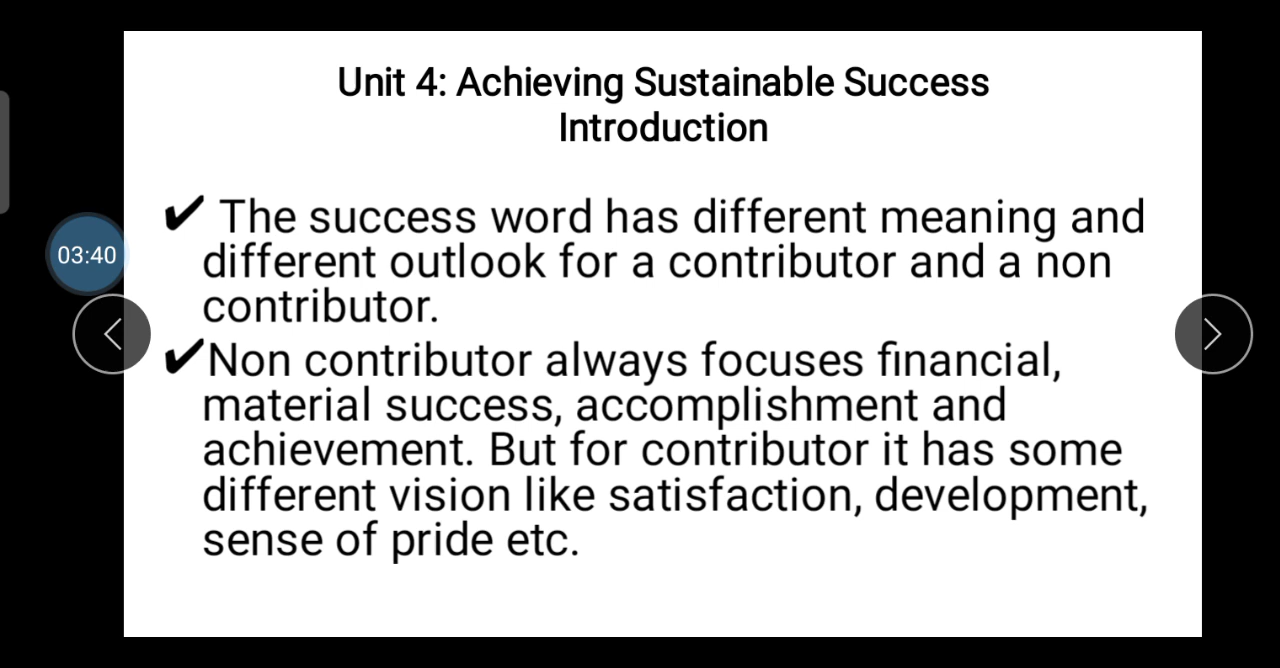 Unit 4: Achieving Sustainable Success
Introduction
✔ The success word has different meaning and
different outlook for a contributor and a non
contributor.
✔Non contributor always focuses financial,
material success, accomplishment and
achievement. But for contributor it has some
different vision like satisfaction, development,
sense of pride etc.
03:40